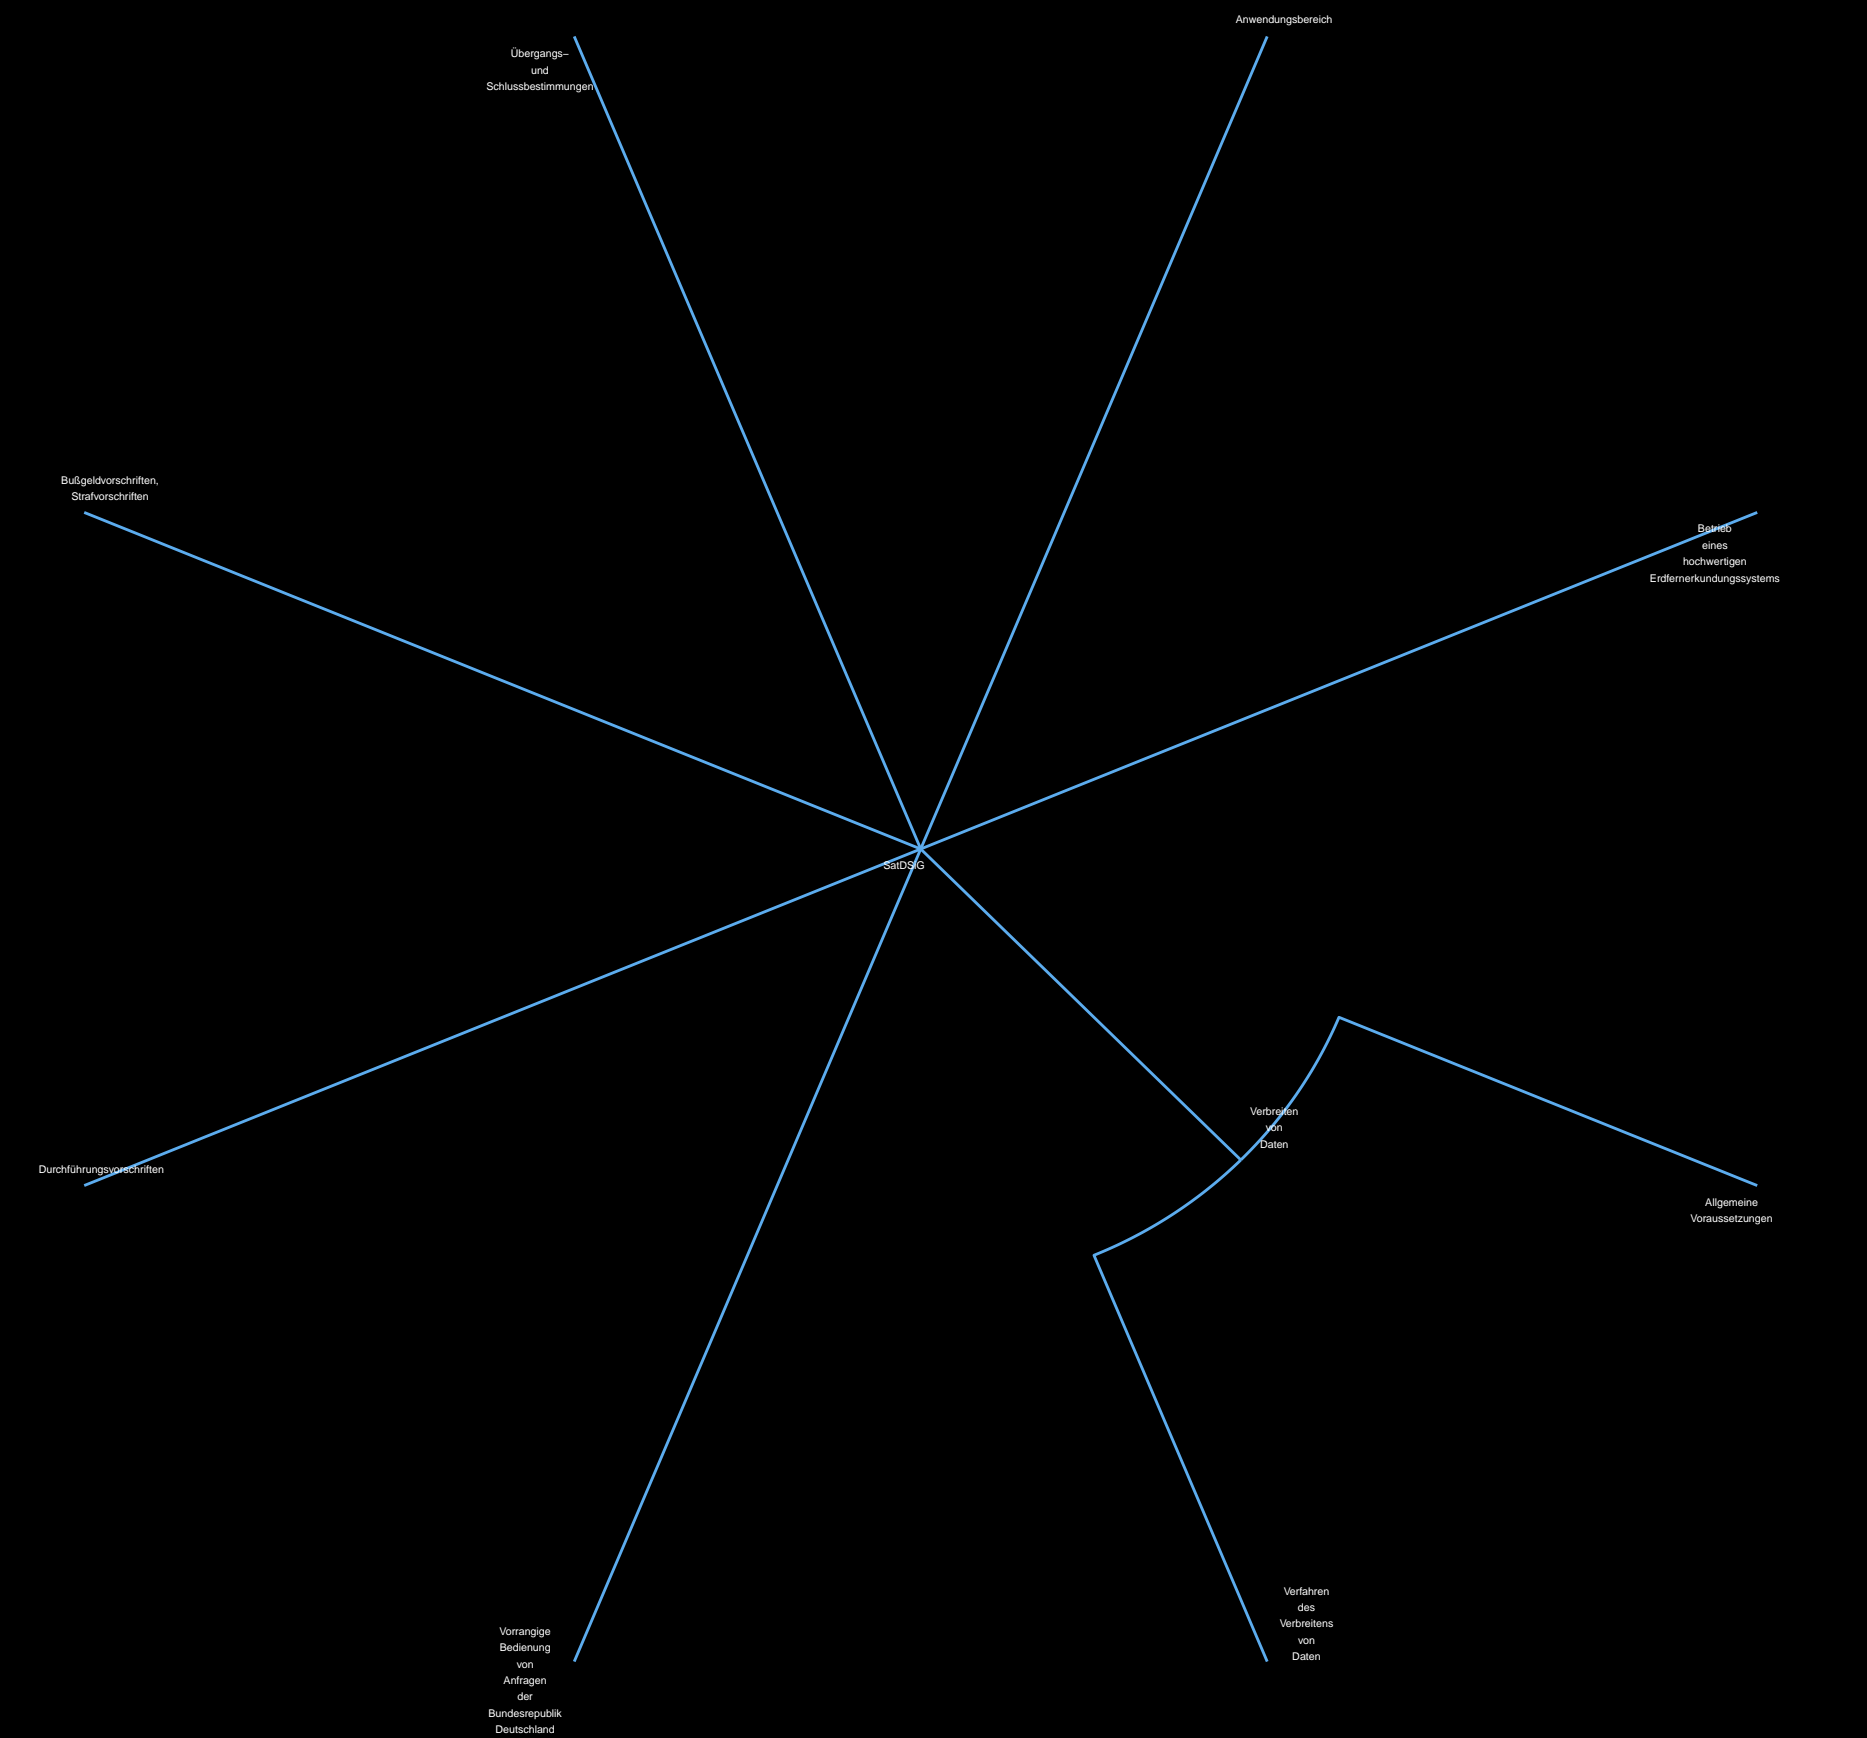 Anwendungsbereich
Übergangs–
und
Schlussbestimmungen
Bußgeldvorschriften,
Strafvorschriften
Betrieb
eines
hochwertigen
Erdfernerkundungssystems
SatDSiG
Verbreiten
von
Daten
Durchführungsvorschriften
Allgemeine
Voraussetzungen
Verfahren
des
Verbreitens
von
Daten
Vorrangige
Bedienung
von
Anfragen
der
Bundesrepublik
Deutschland